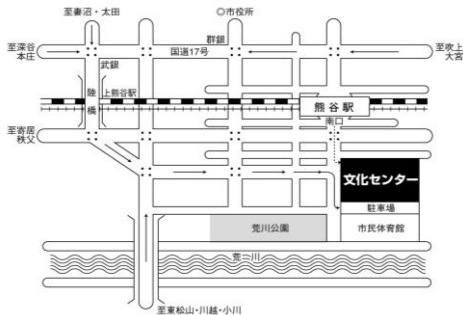 至妻沼・太田
◎市役所
群銀
至深谷
本庄
国道17号
至吹上
大宮
武銀
陸橋
上熊谷駅
熊谷駅
南口
至寄居
秩父
文化センター
駐車場
荒川公園
市民体育館
荒川
至東松山・川越・小川